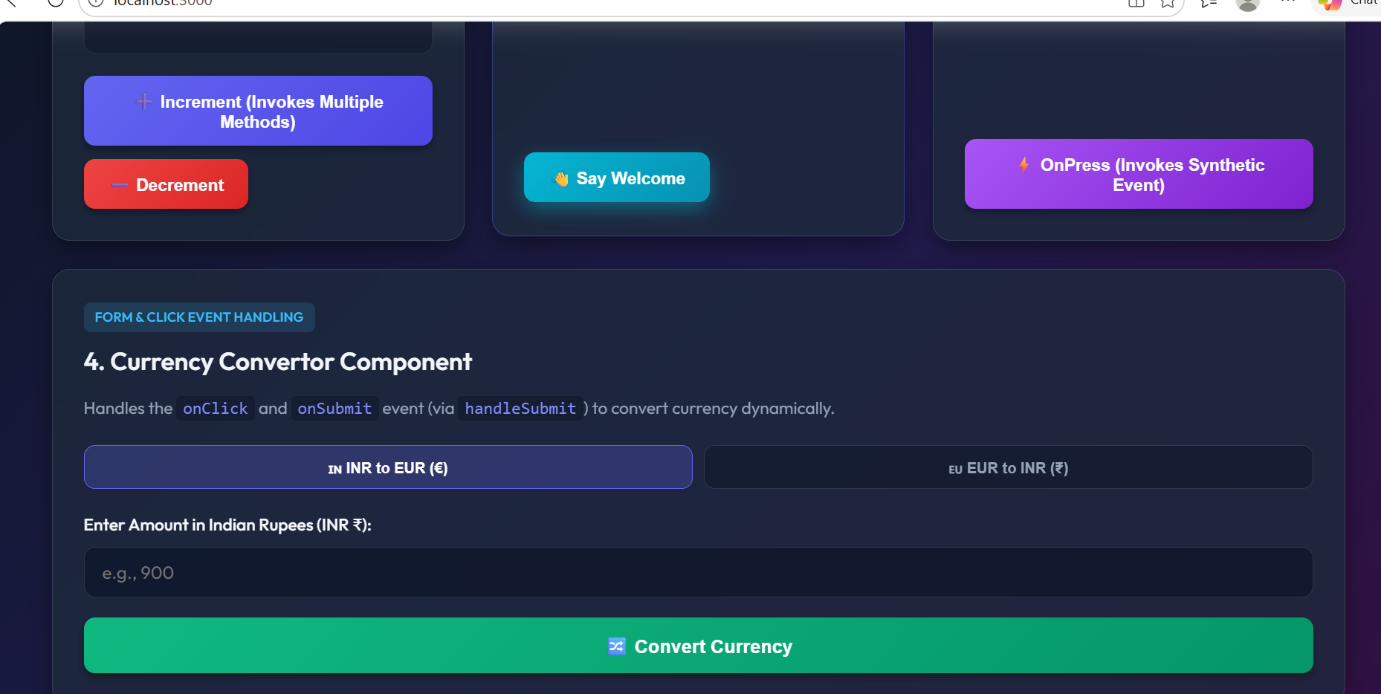 localhost:3000
Chat
➕ Increment (Invokes Multiple
Methods)
➖ Decrement
👋 Say Welcome
⚡ OnPress (Invokes Synthetic
Event)
FORM & CLICK EVENT HANDLING
4. Currency Convertor Component
Handles the onClick and onSubmit event (via handleSubmit ) to convert currency dynamically.
IN INR to EUR (€)
EU EUR to INR (₹)
Enter Amount in Indian Rupees (INR ₹):
e.g., 900
🔀 Convert Currency